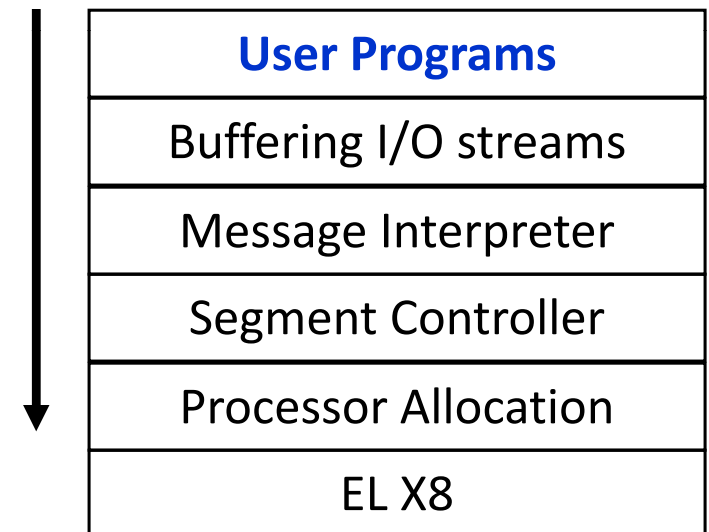 User Programs
Buffering I/O streams
Message Interpreter
Segment Controller
Processor Allocation
EL X8